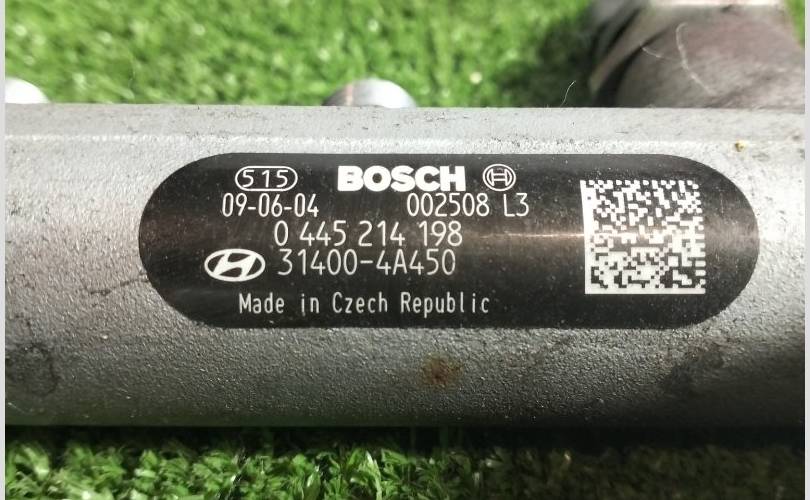 515 BOSCH
09-06-04 002508 L3
0 445 214 198
31400-4A450
Made in Czech Republic